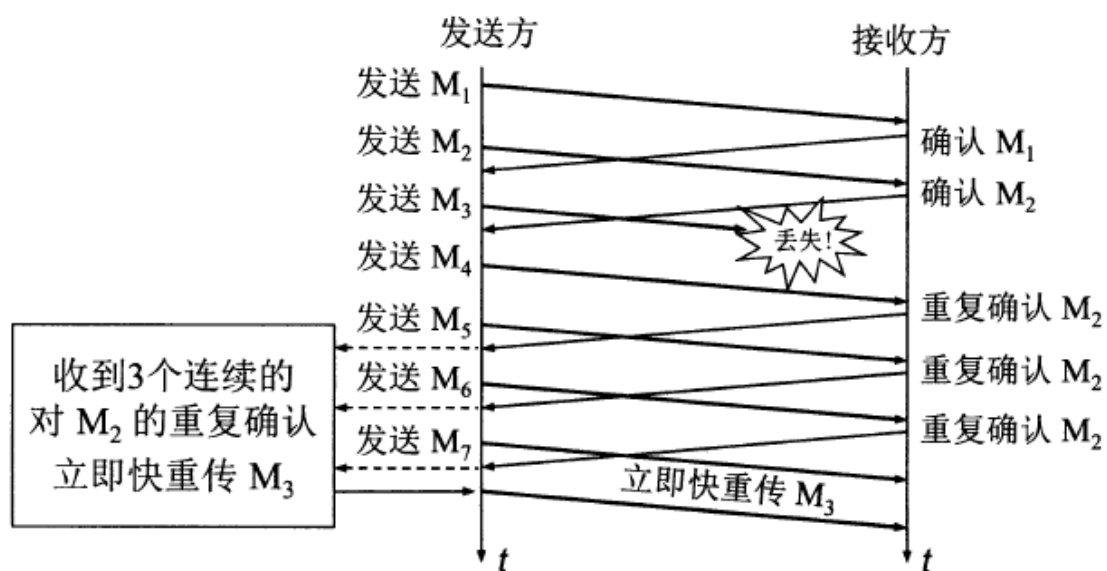 发送方
接收方
发送 M₁
确认 M₁
发送 M₂
确认 M₂
发送 M₃
丢失!
发送 M₄
重复确认 M₂
发送 M₅
重复确认 M₂
发送 M₆
重复确认 M₂
发送 M₇
收到3个连续的
对 M₂ 的重复确认
立即快重传 M₃
立即快重传 M₃
t
t